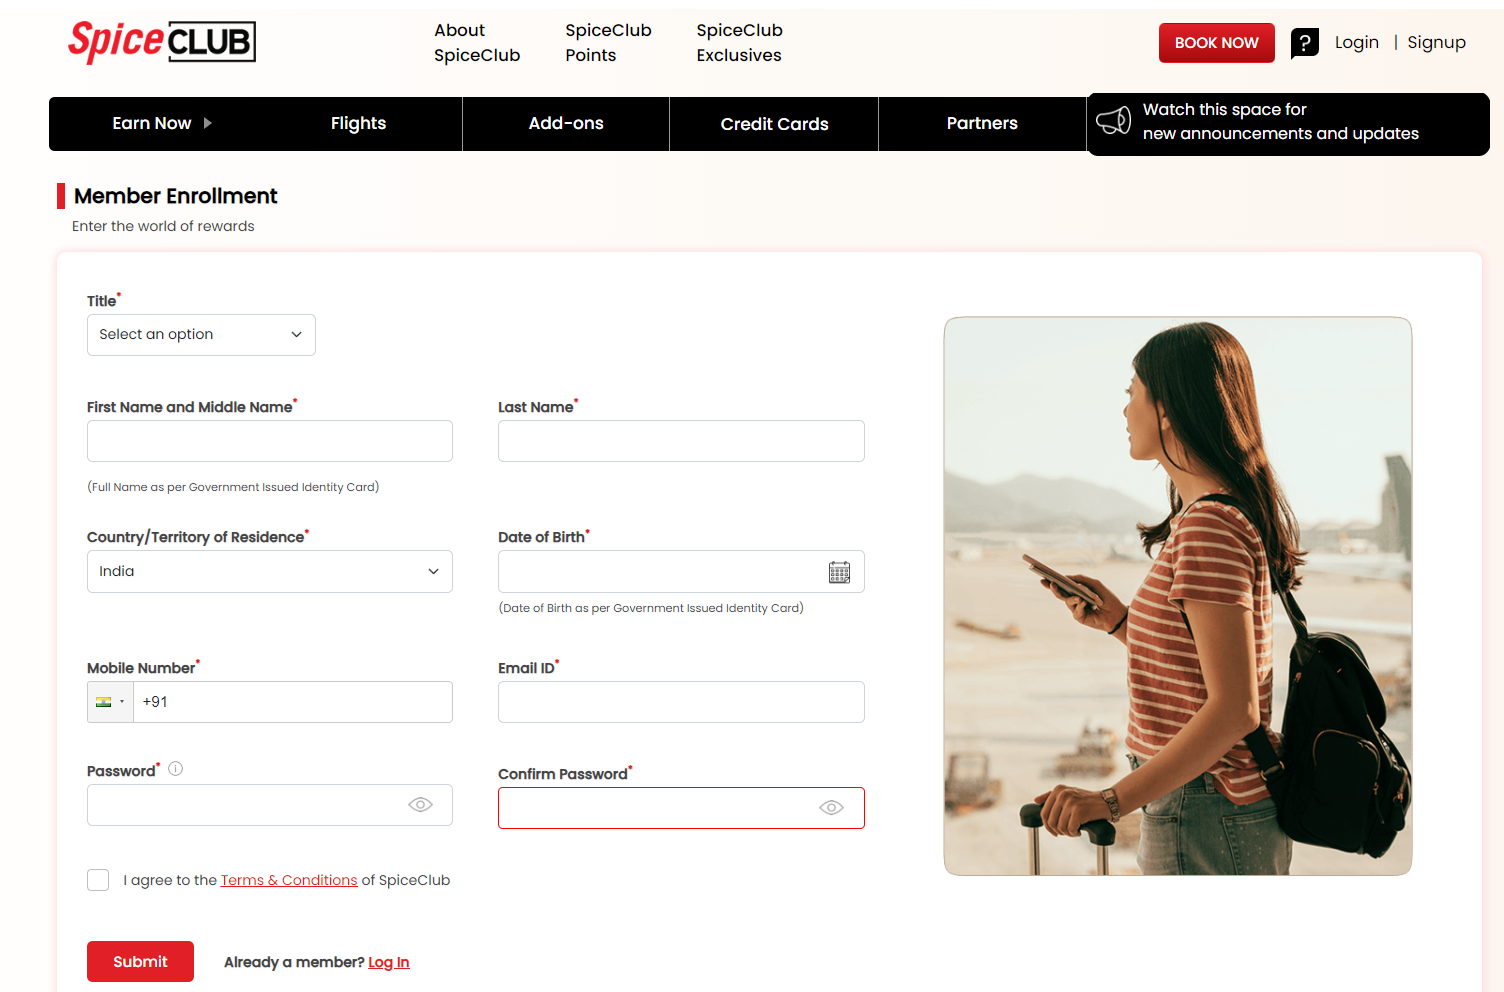 Spice CLUB
About SpiceClub
SpiceClub Points
SpiceClub Exclusives
BOOK NOW
?
Login | Signup
Earn Now
Flights
Add-ons
Credit Cards
Partners
Watch this space for
new announcements and updates
Member Enrollment
Enter the world of rewards
Title*
Select an option
First Name and Middle Name*
Last Name*
(Full Name as per Government Issued Identity Card)
Country/Territory of Residence*
Date of Birth*
India
(Date of Birth as per Government Issued Identity Card)
Mobile Number*
Email ID*
+91
Password*
Confirm Password*
I agree to the Terms & Conditions of SpiceClub
Submit
Already a member? Log In